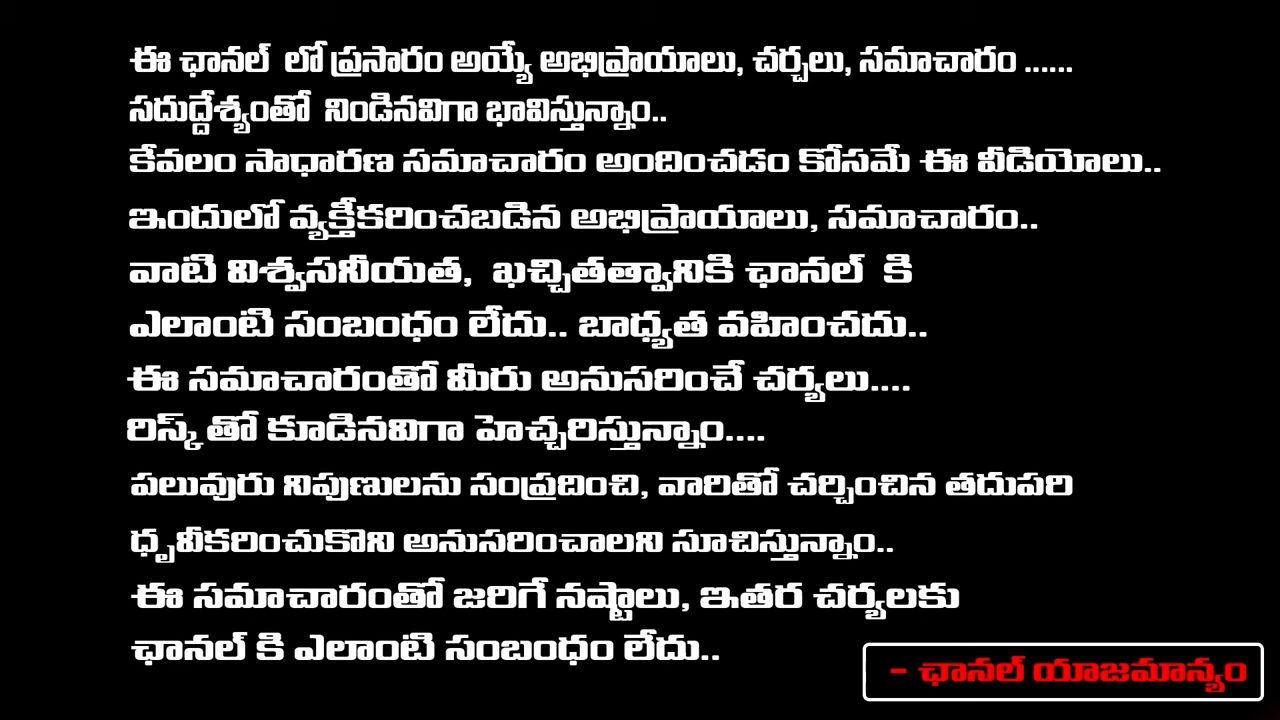 ఈ ఛానల్ లో ప్రసారం అయ్యే అభిప్రాయాలు, చర్చలు, సమాచారం ......
సదుద్దేశ్యంతో నిండినవిగా భావిస్తున్నాం..
కేవలం సాధారణ సమాచారం అందించడం కోసమే ఈ వీడియోలు..
ఇందులో వ్యక్తీకరించబడిన అభిప్రాయాలు, సమాచారం..
వాటి విశ్వసనీయత, ఖచ్చితత్వానికి ఛానల్ కి
ఎలాంటి సంబంధం లేదు.. బాధ్యత వహించదు..
ఈ సమాచారంతో మీరు అనుసరించే చర్యలు....
రిస్క్ తో కూడినవిగా హెచ్చరిస్తున్నాం....
పలువురు నిపుణులను సంప్రదించి, వారితో చర్చించిన తదుపరి
ధృవీకరించుకొని అనుసరించాలని సూచిస్తున్నాం..
ఈ సమాచారంతో జరిగే నష్టాలు, ఇతర చర్యలకు
ఛానల్ కి ఎలాంటి సంబంధం లేదు..
- ఛానల్ యాజమాన్యం